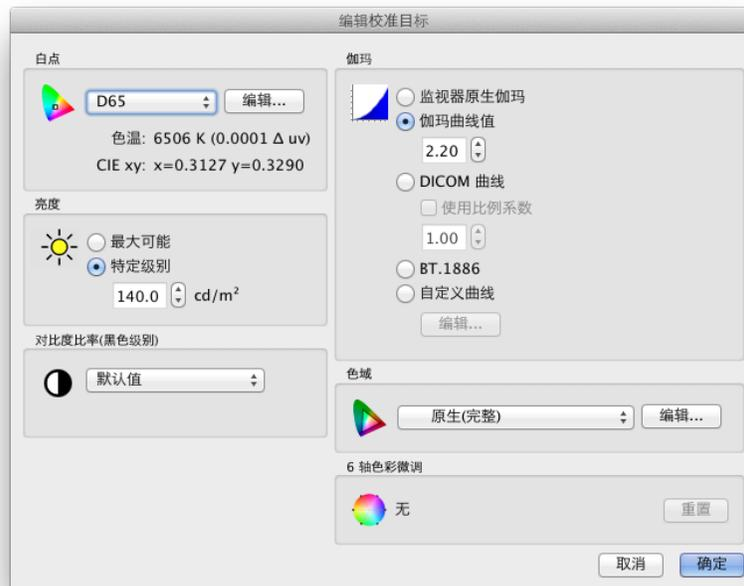 编辑校准目标
白点
D65
编辑...
色温: 6506 K (0.0001 Δ uv)
CIE xy: x=0.3127 y=0.3290
亮度
最大可能
特定级别
140.0 cd/m²
对比度比率(黑色级别)
默认值
伽玛
监视器原生伽玛
伽玛曲线值
2.20
DICOM 曲线
使用比例系数
1.00
BT.1886
自定义曲线
编辑...
色域
原生(完整)
编辑...
6 轴色彩微调
无
重置
取消
确定